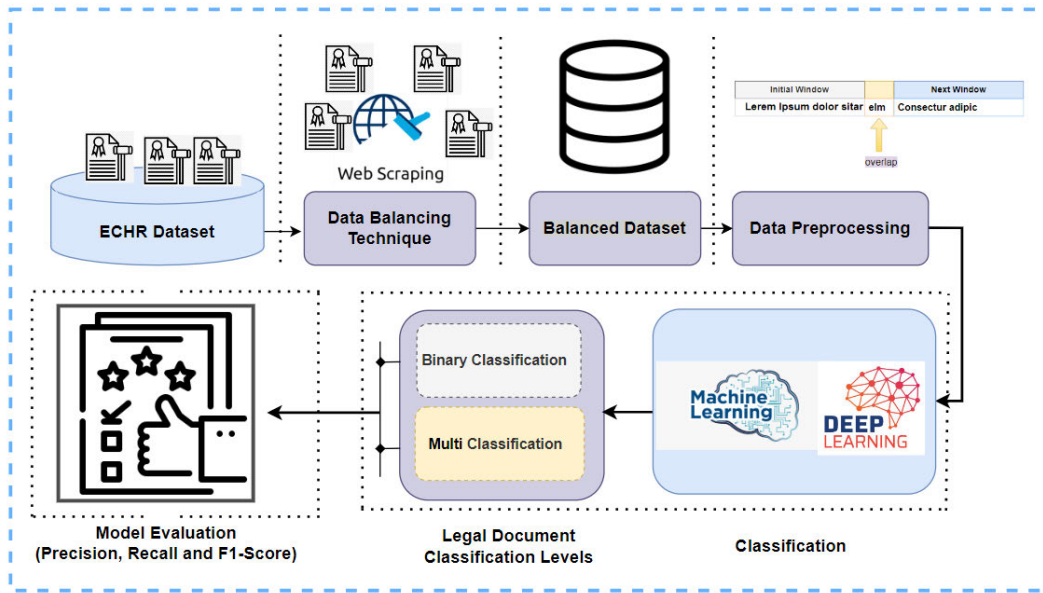 Web Scraping
Initial Window
Next Window
Lerem Ipsum dolor sitar elm Consectur adipic
overlap
ECHR Dataset
Data Balancing
Technique
Balanced Dataset
Data Preprocessing
Binary Classification
Multi Classification
Machine
Learning
DEEP
LEARNING
Model Evaluation
(Precision, Recall and F1-Score)
Legal Document
Classification Levels
Classification